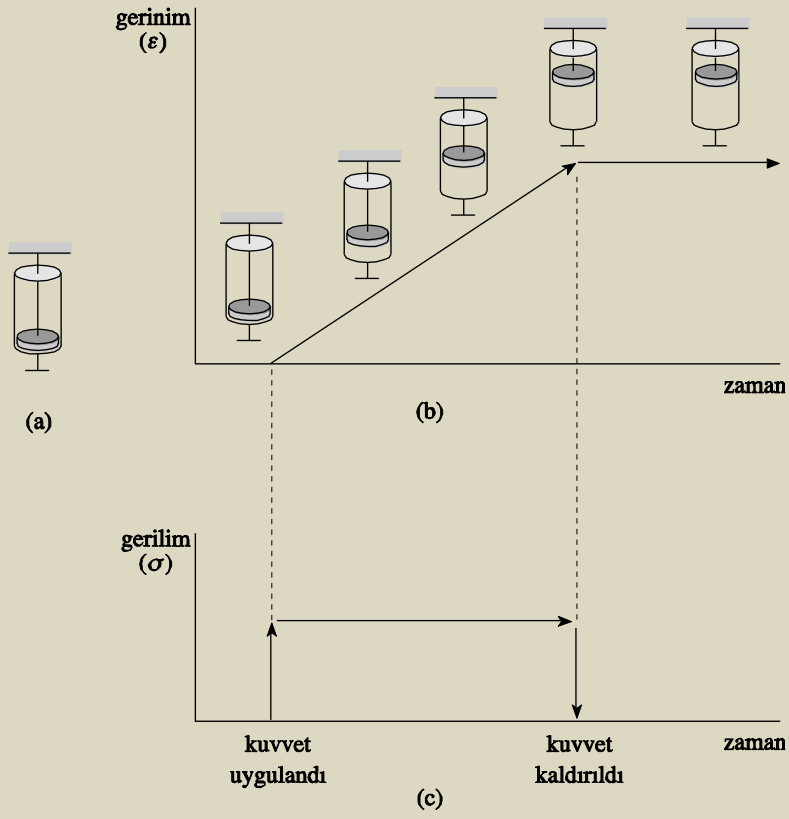 gerinim
(ε)
zaman
(a)
(b)
gerilim
(σ)
kuvvet
uygulandı
kuvvet
kaldırıldı
zaman
(c)